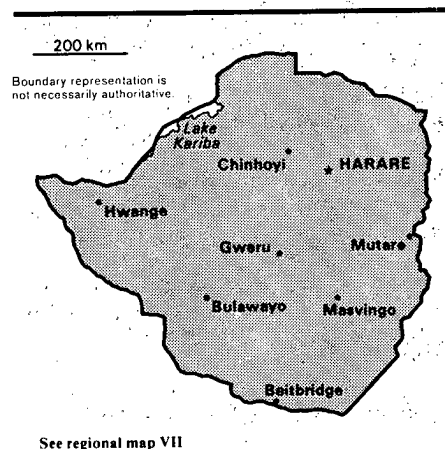 200 km
Boundary representation is
not necessarily authoritative.
Lake
Kariba
Chinhoyi
HARARE
Hwange
Gweru
Mutare
Bulawayo
Masvingo
Beitbridge
See regional map VII